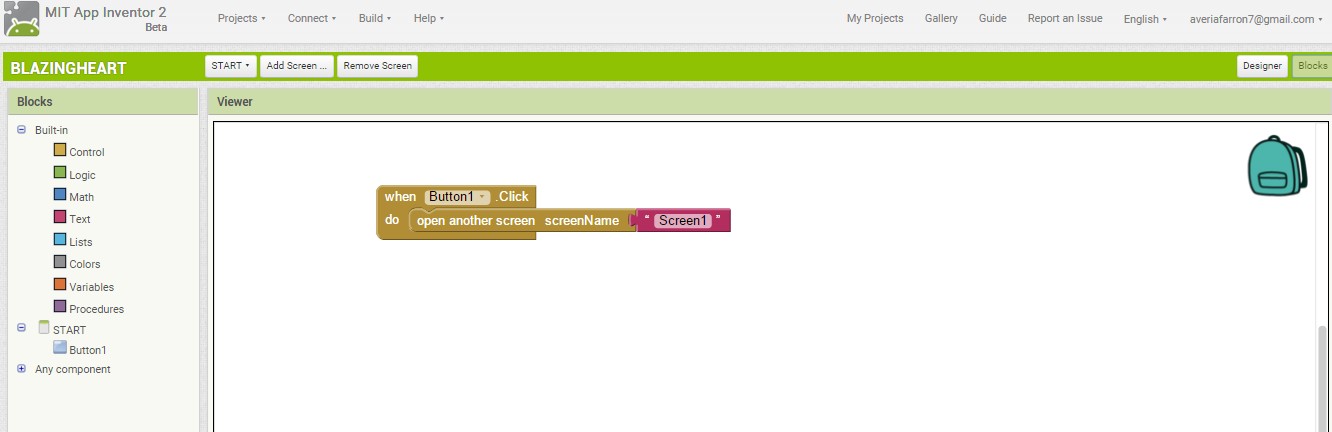 MIT App Inventor 2
Beta
Projects Connect Build Help My Projects Gallery Guide Report an Issue English averiafarron7@gmail.com
BLAZINGHEART START Add Screen ... Remove Screen Designer Blocks
Blocks
Viewer
Built-in
Control
Logic
Math
Text
Lists
Colors
Variables
Procedures
START
Button1
Any component
when Button1 .Click
do open another screen screenName “ Screen1 ”